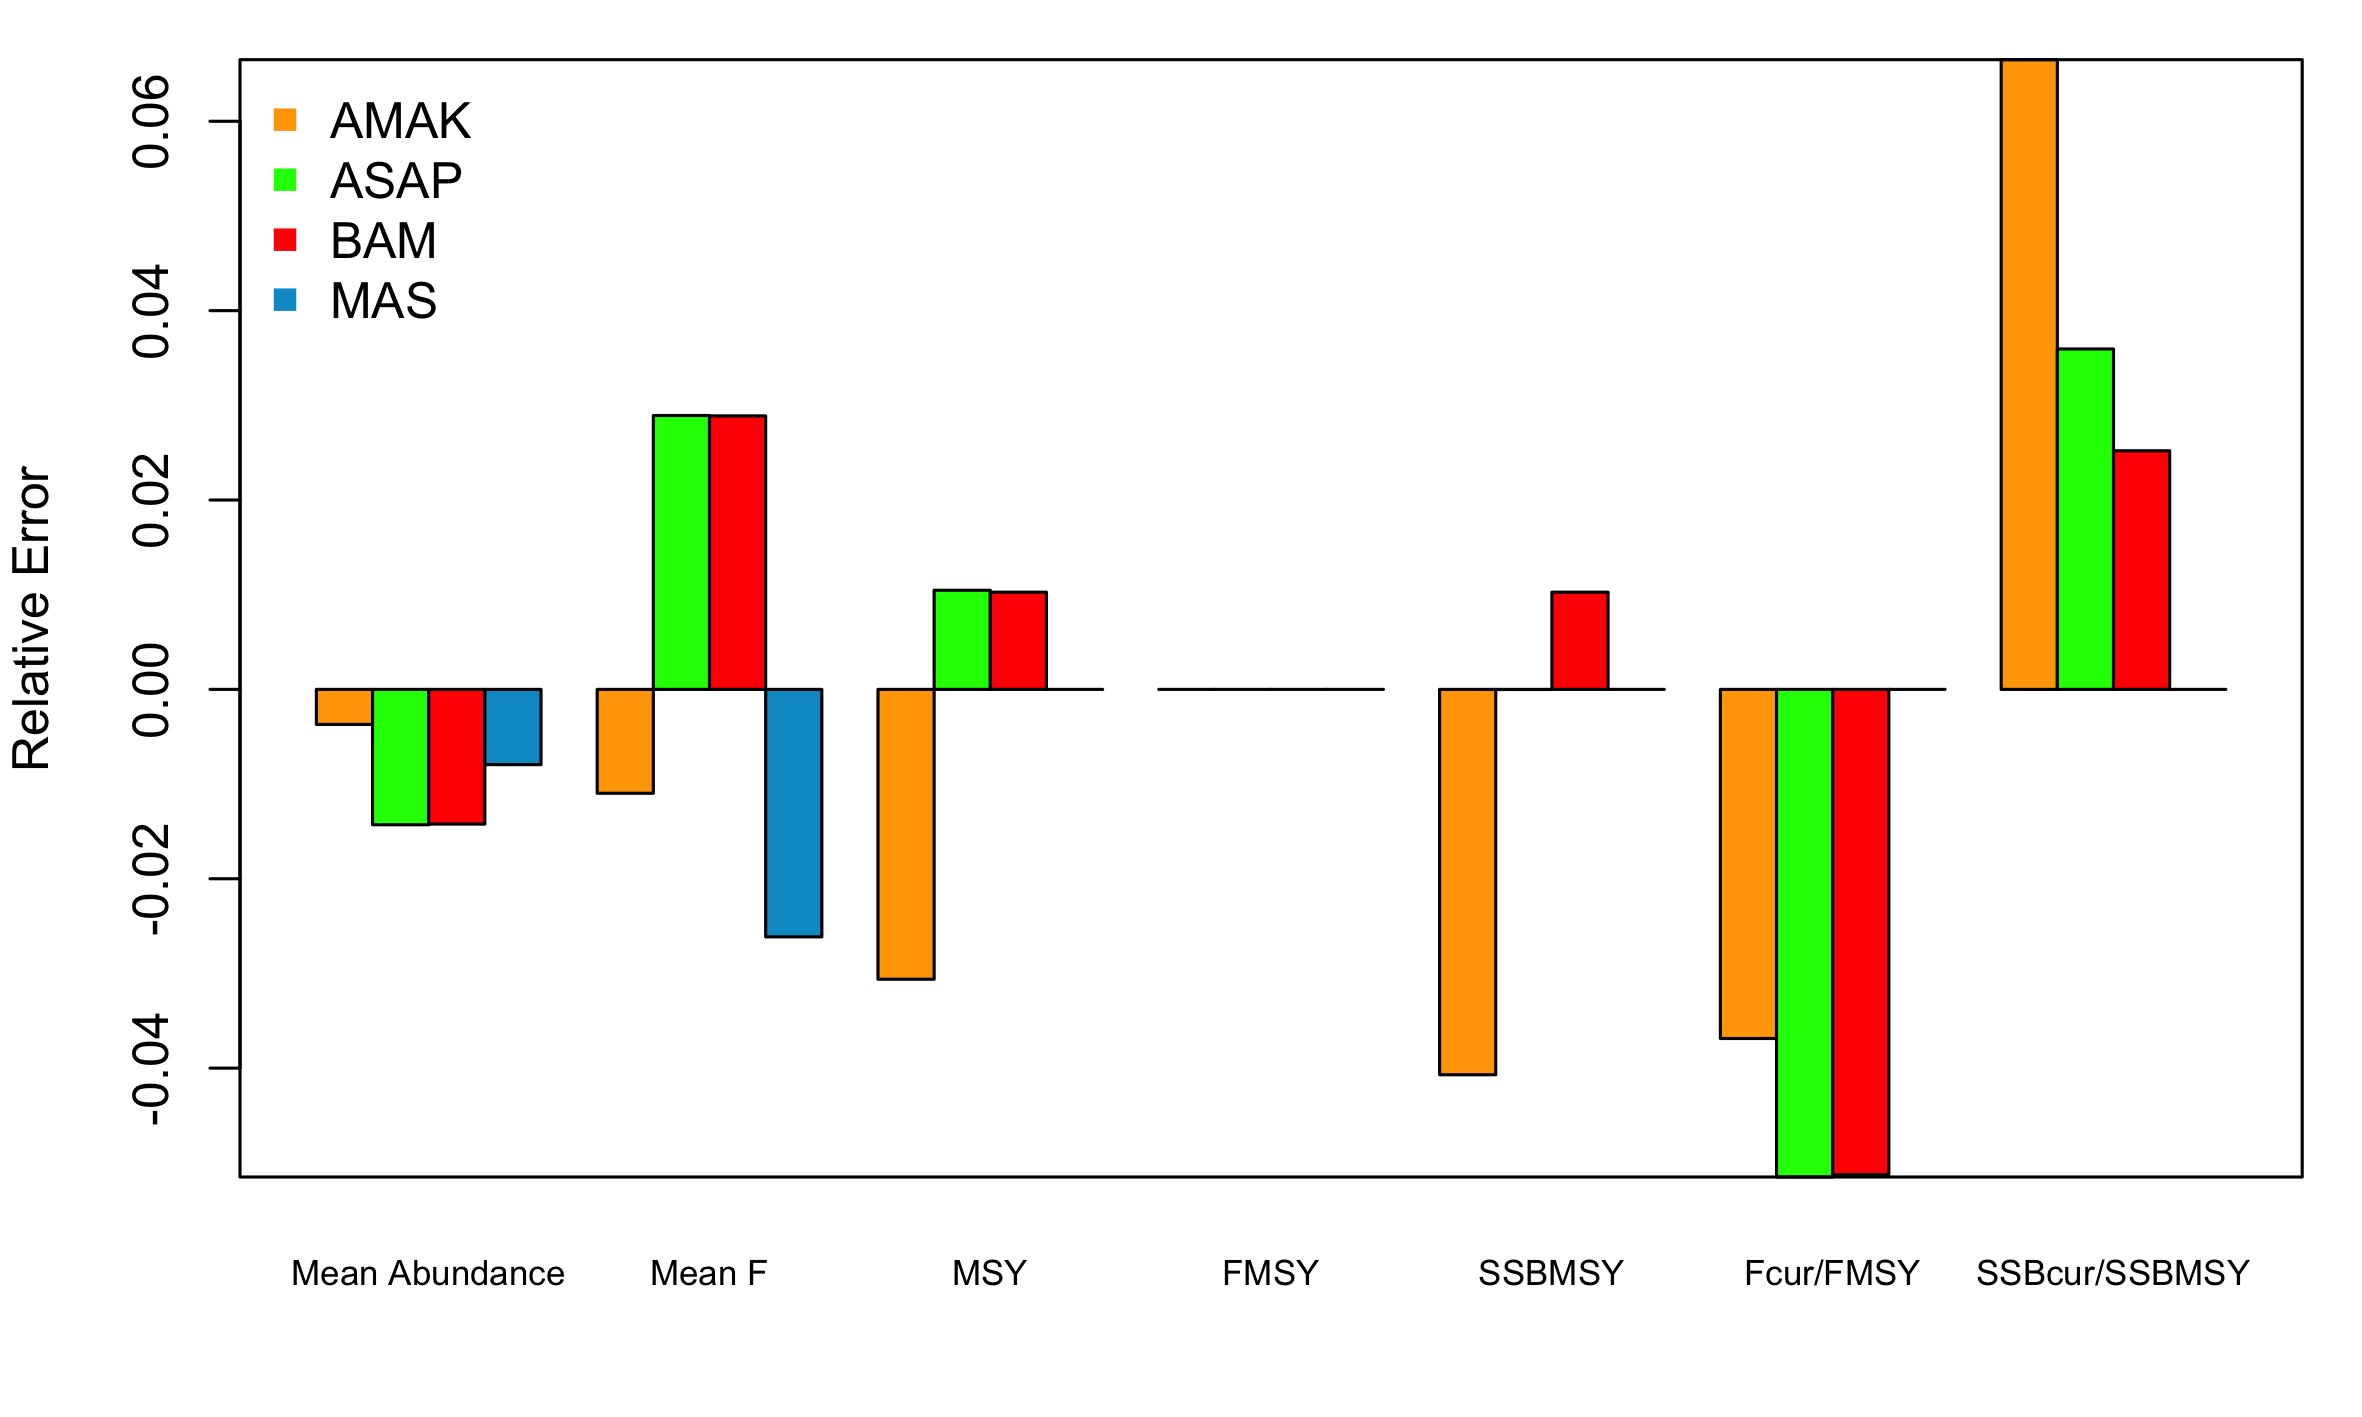 AMAK
ASAP
BAM
MAS
Relative Error
0.06
0.04
0.02
0.00
-0.02
-0.04
Mean Abundance Mean F MSY FMSY SSBMSY Fcur/FMSY SSBcur/SSBMSY